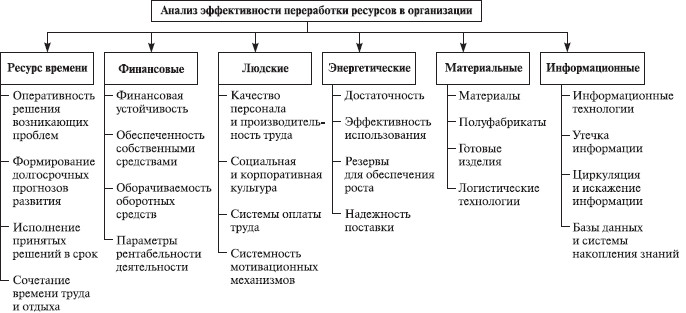 Анализ эффективности переработки ресурсов в организации
Ресурс времени
Оперативность
решения
возникающих
проблем
Формирование
долгосрочных
прогнозов
развития
Исполнение
принятых
решений в срок
Сочетание
времени труда
и отдыха
Финансовые
Финансовая
устойчивость
Обеспеченность
собственными
средствами
Оборачиваемость
оборотных
средств
Параметры
рентабельности
деятельности
Людские
Качество
персонала
и производитель-
ность труда
Социальная
и корпоративная
культура
Системы оплаты
труда
Системность
мотивационных
механизмов
Энергетические
Достаточность
Эффективность
использования
Резервы
для обеспечения
роста
Надежность
поставки
Материальные
Материалы
Полуфабрикаты
Готовые
изделия
Логистические
технологии
Информационные
Информационные
технологии
Утечка
информации
Циркуляция
и искажение
информации
Базы данных
и системы
накопления знаний